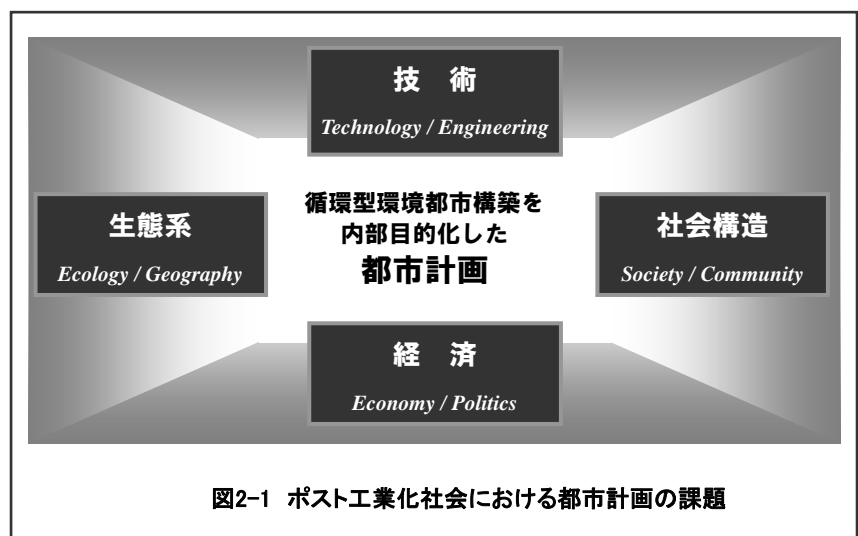 技 術
Technology / Engineering
生態系
Ecology / Geography
循環型環境都市構築を
内部目的化した
都市計画
社会構造
Society / Community
経 済
Economy / Politics
図2-1 ポスト工業化社会における都市計画の課題